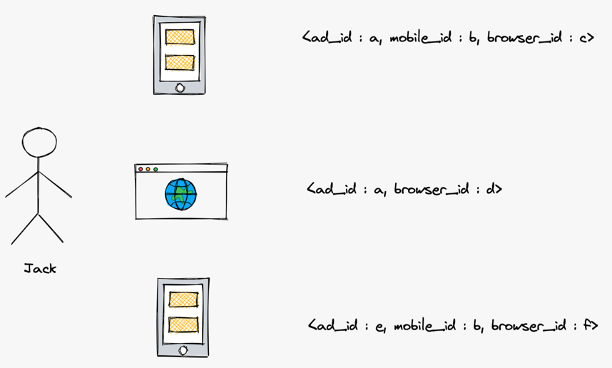 <ad_id : a, mobile_id : b, browser_id : c>
<ad_id : a, browser_id : d>
Jack
<ad_id : e, mobile_id : b, browser_id : f>